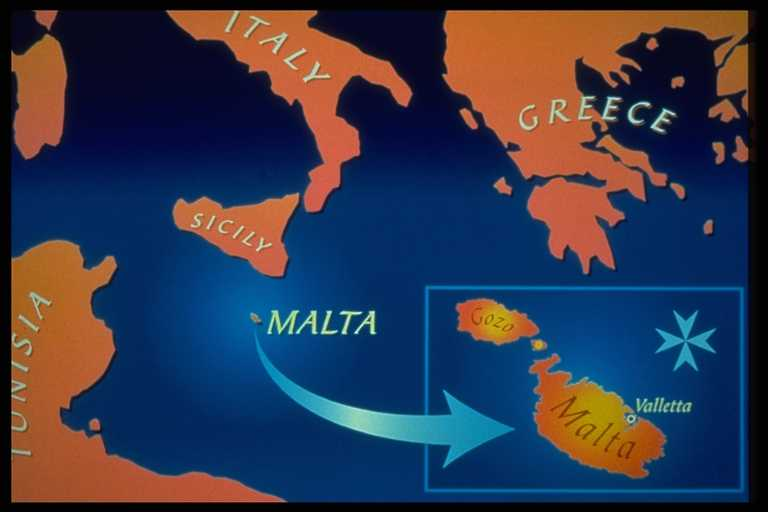 ITALY
GREECE
SICILY
TUNISIA
MALTA
Gozo
Valletta
Malta